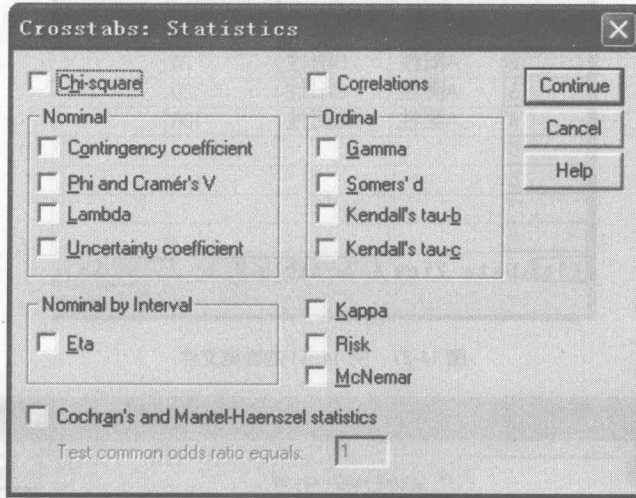 Crosstabs: Statistics
Chi-square
Correlations
Continue
Cancel
Help
Nominal
Contingency coefficient
Phi and Cramér's V
Lambda
Uncertainty coefficient
Ordinal
Gamma
Somers' d
Kendall's tau-b
Kendall's tau-c
Nominal by Interval
Eta
Kappa
Risk
McNemar
Cochran's and Mantel-Haenszel statistics
Test common odds ratio equals: 1